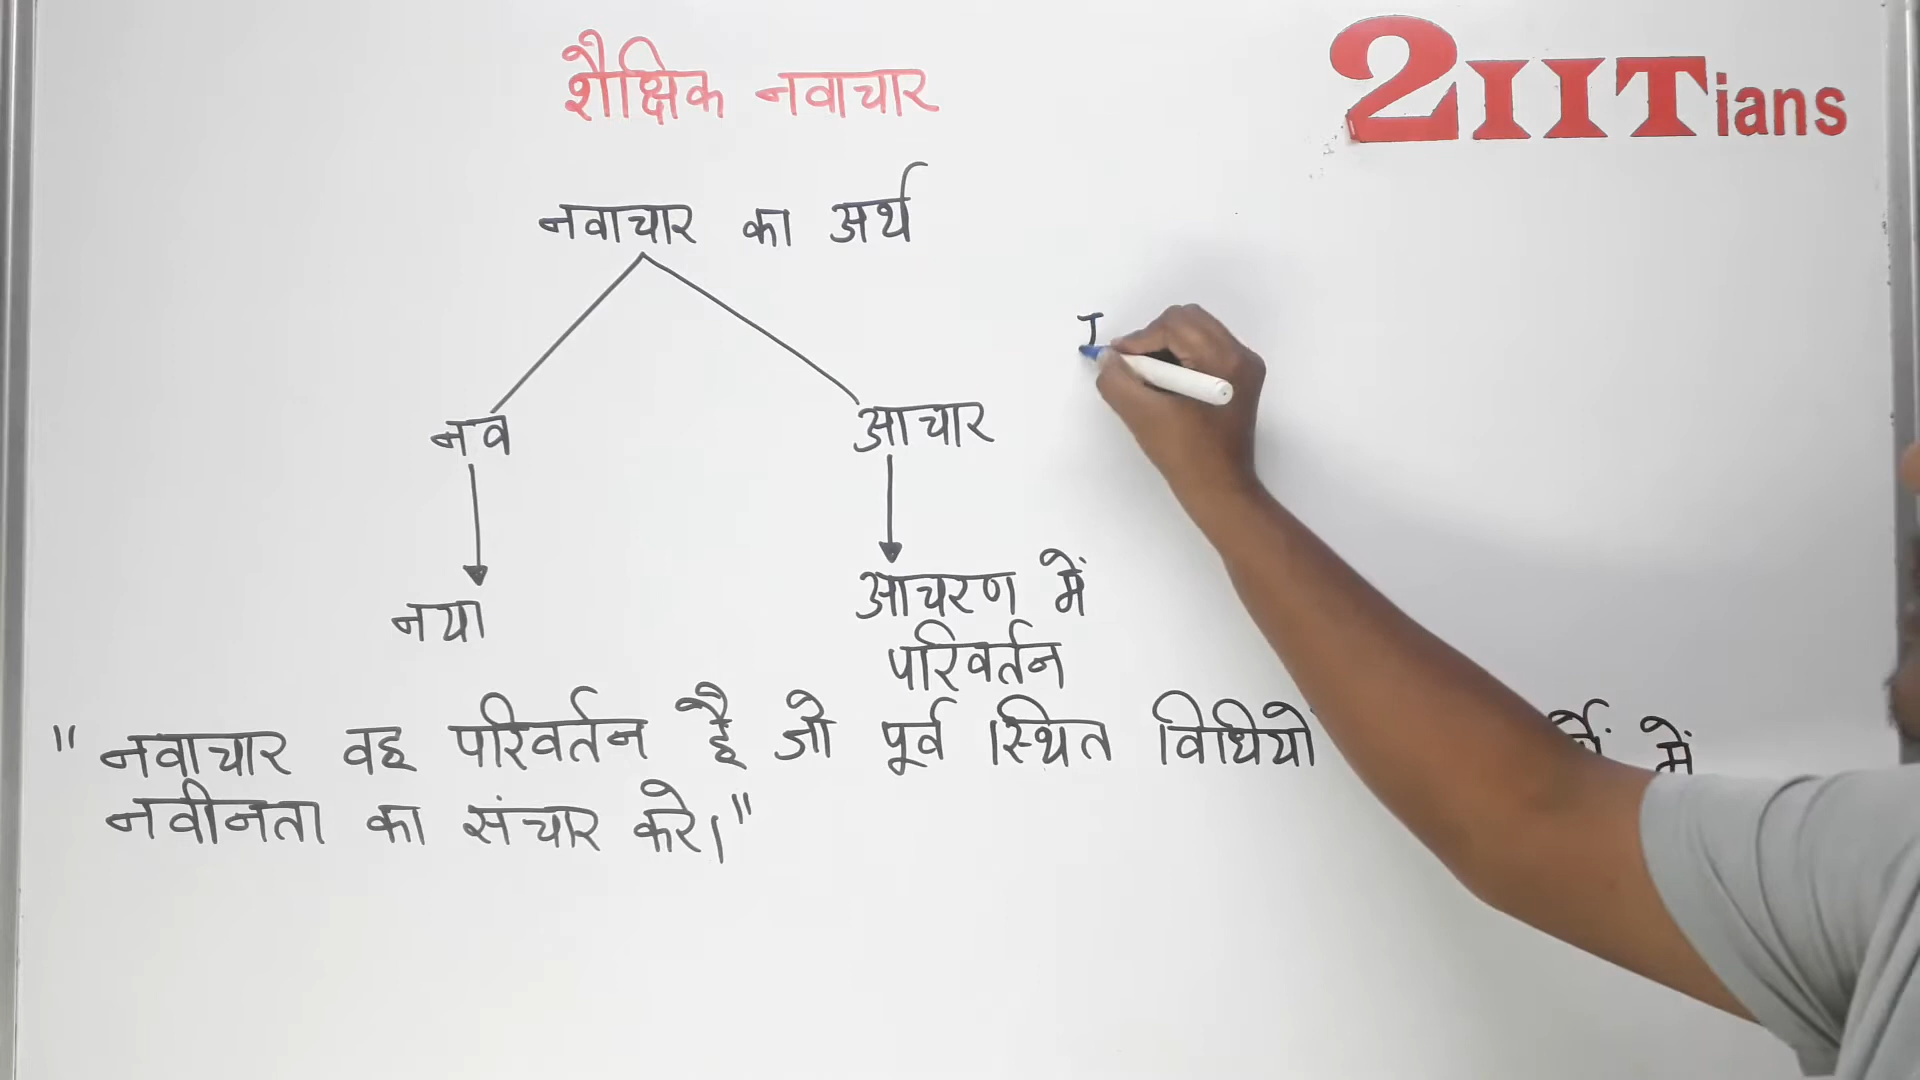 शैक्षिक नवाचार
2IITians
नवाचार का अर्थ
I
नव आचार
नया
आचरण में
परिवर्तन
" नवाचार वह परिवर्तन है जो पूर्व स्थित विधियों में
नवीनता का संचार करे।"